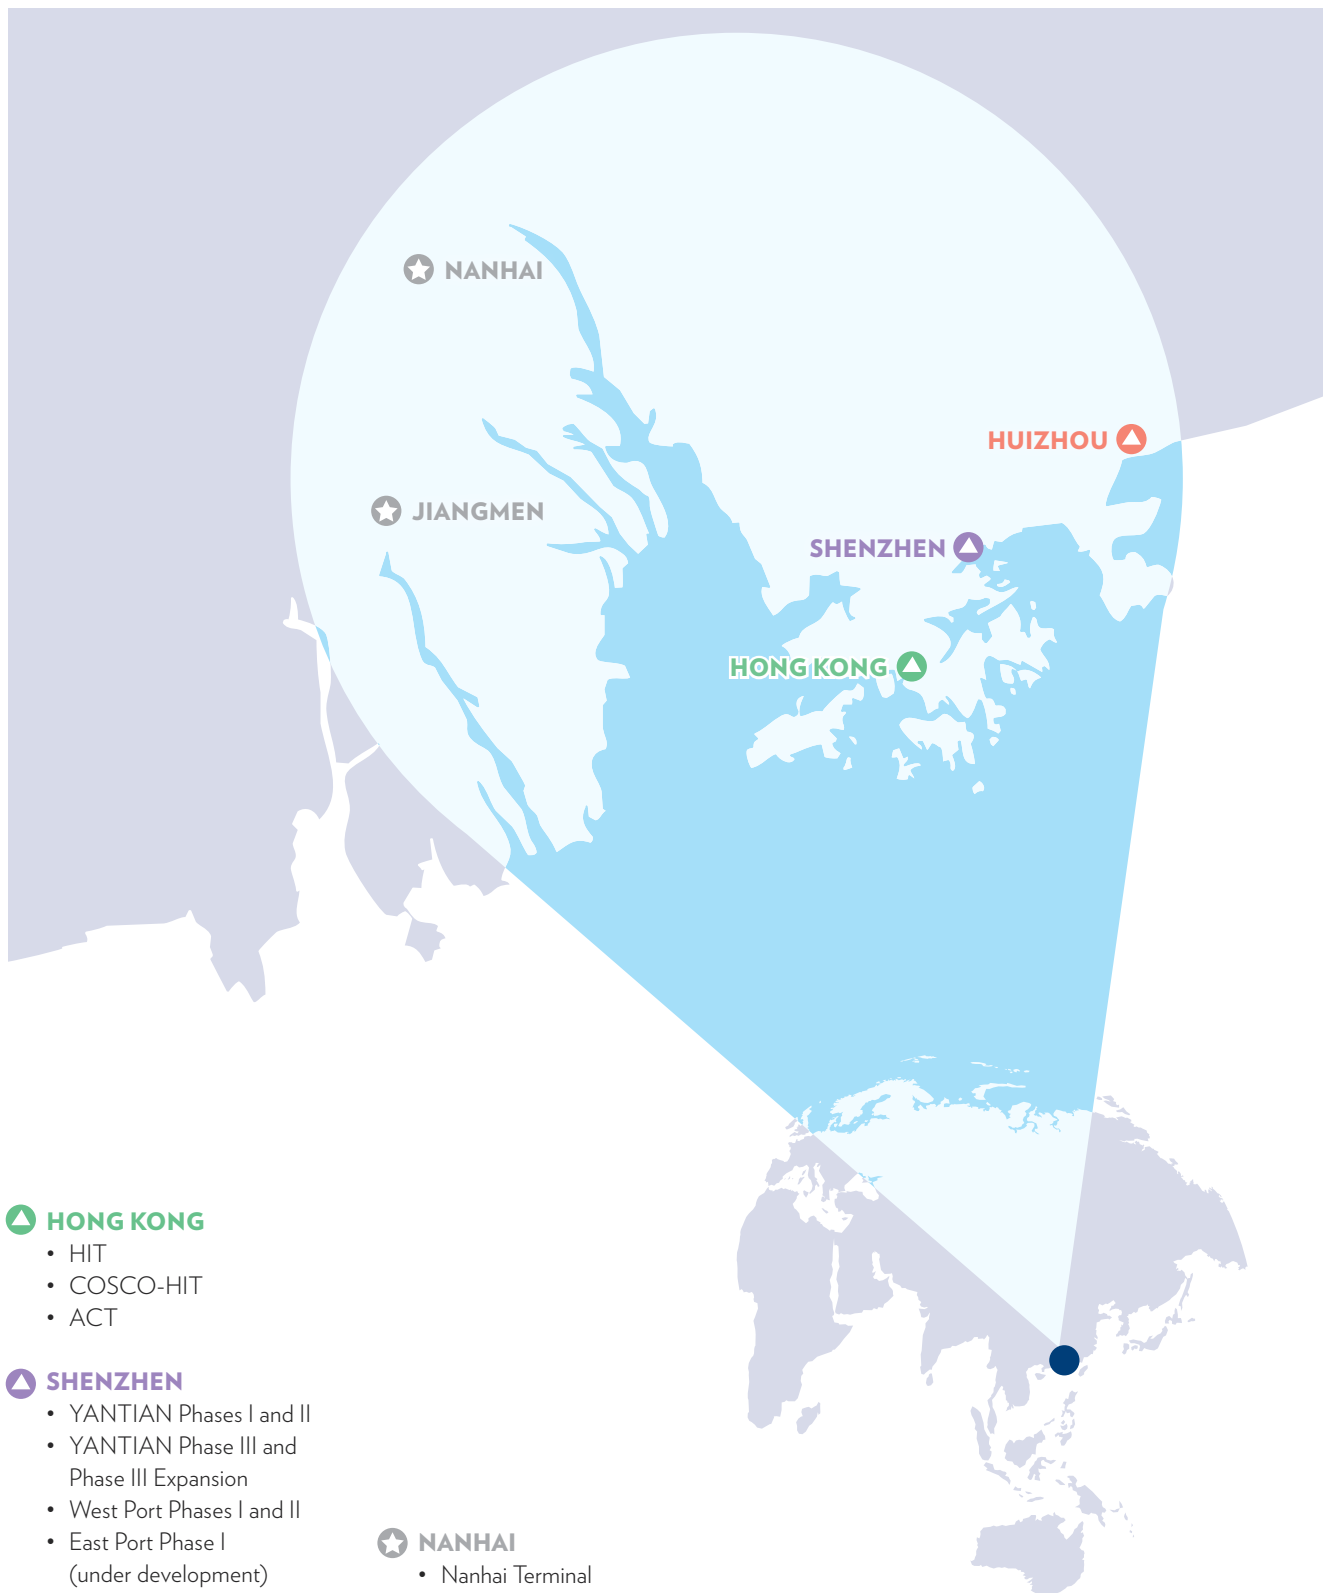 NANHAI
HUIZHOU
JIANGMEN
SHENZHEN
HONG KONG
HONG KONG
• HIT
• COSCO-HIT
• ACT
SHENZHEN
• YANTIAN Phases I and II
• YANTIAN Phase III and
Phase III Expansion
• West Port Phases I and II
• East Port Phase I
(under development)
NANHAI
• Nanhai Terminal